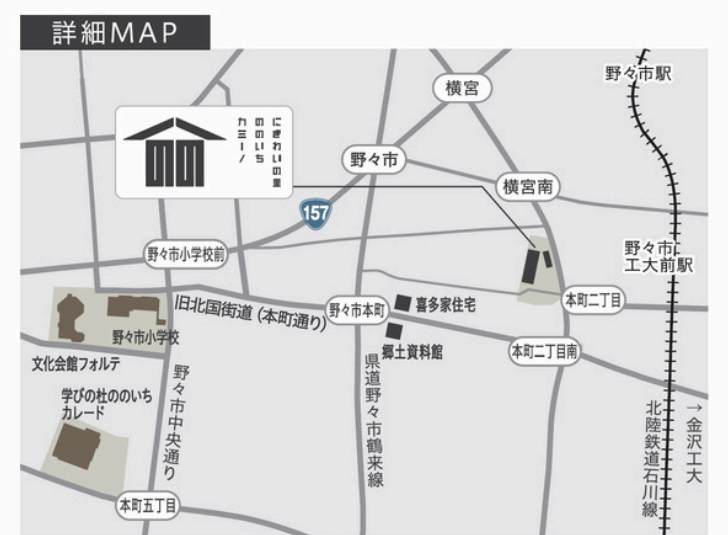 詳細MAP
野々市駅
横宮
にぎわいの里
ののいち
カミーノ
野々市
横宮南
157
野々市小学校前
野々市
工大前駅
旧北国街道（本町通り）
野々市本町
喜多家住宅
本町二丁目
野々市小学校
郷土資料館
本町二丁目南
文化会館フォルテ
学びの杜ののいち
カレード
野々市中央通り
県道野々市鶴来線
北陸鉄道石川線
→金沢工大
本町五丁目